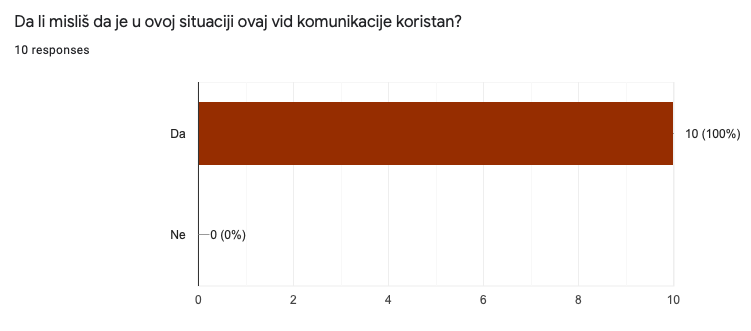 Da li misliš da je u ovoj situaciji ovaj vid komunikacije koristan?
10 responses
Da
10 (100%)
Ne
0 (0%)
0 2 4 6 8 10